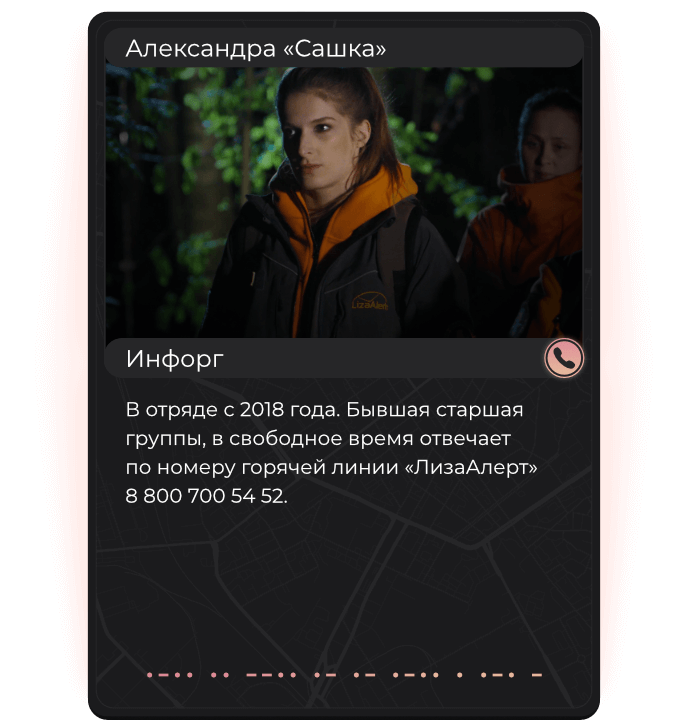 Александра «Сашка»
LizaAlert
Инфорг
В отряде с 2018 года. Бывшая старшая
группы, в свободное время отвечает
по номеру горячей линии «ЛизаАлерт»
8 800 700 54 52.